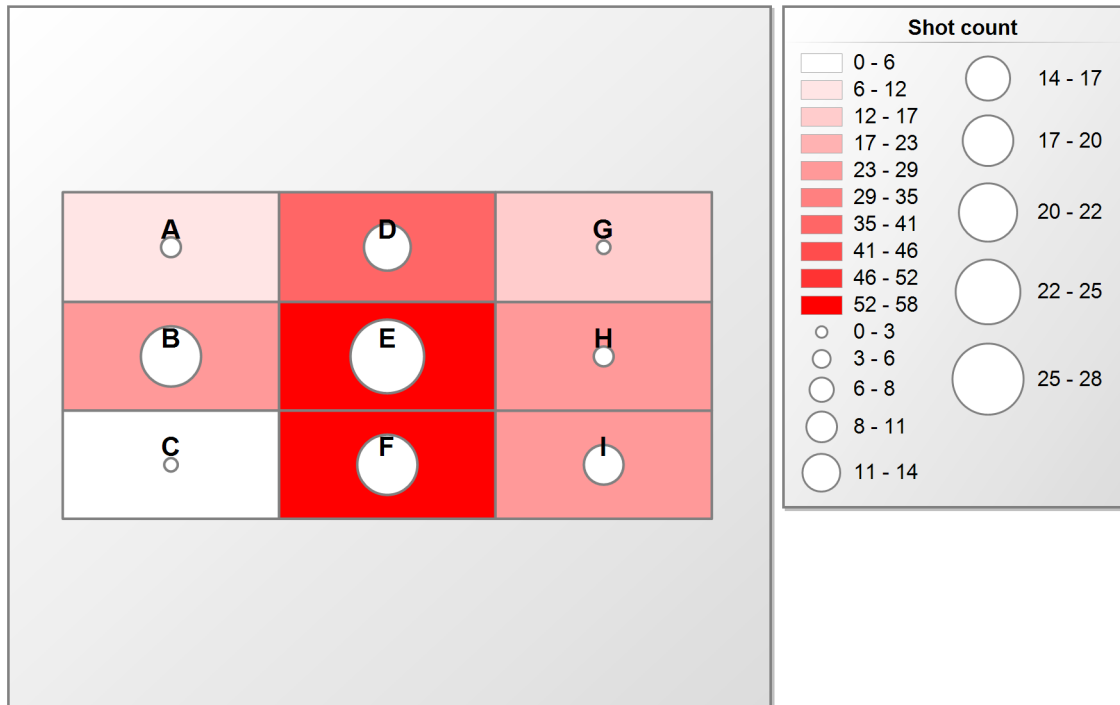 Shot count
0 - 6
6 - 12
12 - 17
17 - 23
23 - 29
29 - 35
35 - 41
41 - 46
46 - 52
52 - 58
0 - 3
3 - 6
6 - 8
8 - 11
11 - 14
14 - 17
17 - 20
20 - 22
22 - 25
25 - 28
A D G
B E H
C F I